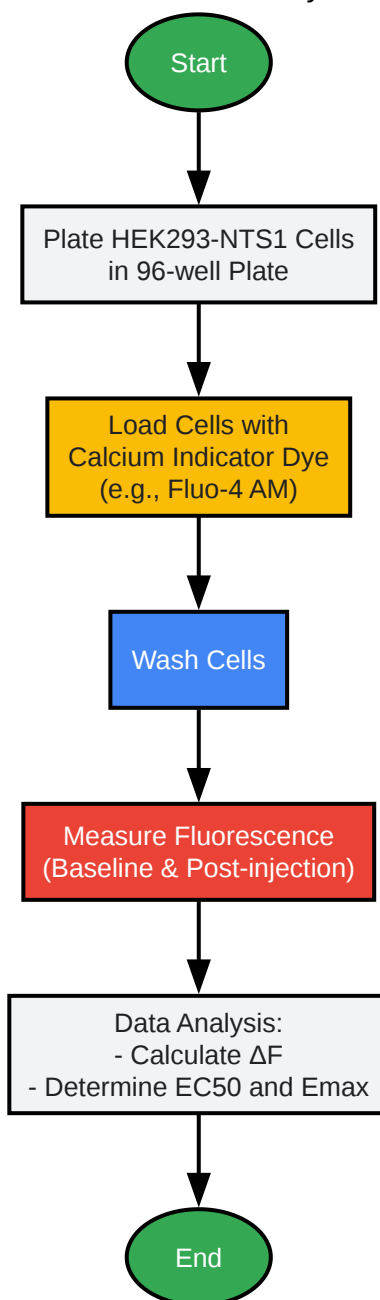 Start
Plate HEK293-NTS1 Cells
in 96-well Plate
Load Cells with
Calcium Indicator Dye
(e.g., Fluo-4 AM)
Wash Cells
Measure Fluorescence
(Baseline & Post-injection)
Data Analysis:
- Calculate ΔF
- Determine EC50 and Emax
End